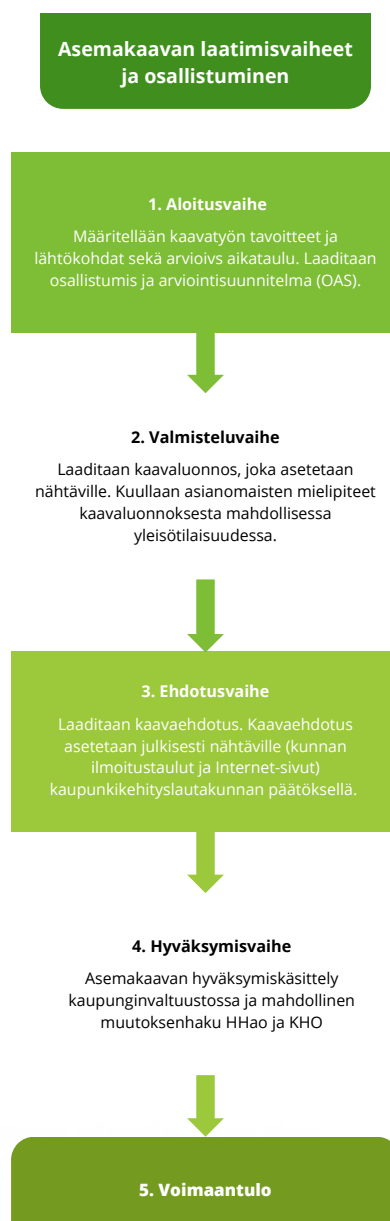 Asemakaavan laatimisvaiheet
ja osallistuminen
1. Aloitusvaihe
Määritellään kaavatyön tavoitteet ja
lähtökohdat sekä arvioivs aikataulu. Laaditaan
osallistumis ja arviointisuunnitelma (OAS).
2. Valmisteluvaihe
Laaditaan kaavaluonnos, joka asetetaan
nähtäville. Kuullaan asianomaisten mielipiteet
kaavaluonnoksesta mahdollisessa
yleisötilaisuudessa.
3. Ehdotusvaihe
Laaditaan kaavaehdotus. Kaavaehdotus
asetetaan julkisesti nähtäville (kunnan
ilmoitustaulut ja Internet-sivut)
kaupunkikehityslautakunnan päätöksellä.
4. Hyväksymisvaihe
Asemakaavan hyväksymiskäsittely
kaupunginvaltuustossa ja mahdollinen
muutoksenhaku HHao ja KHO
5. Voimaantulo